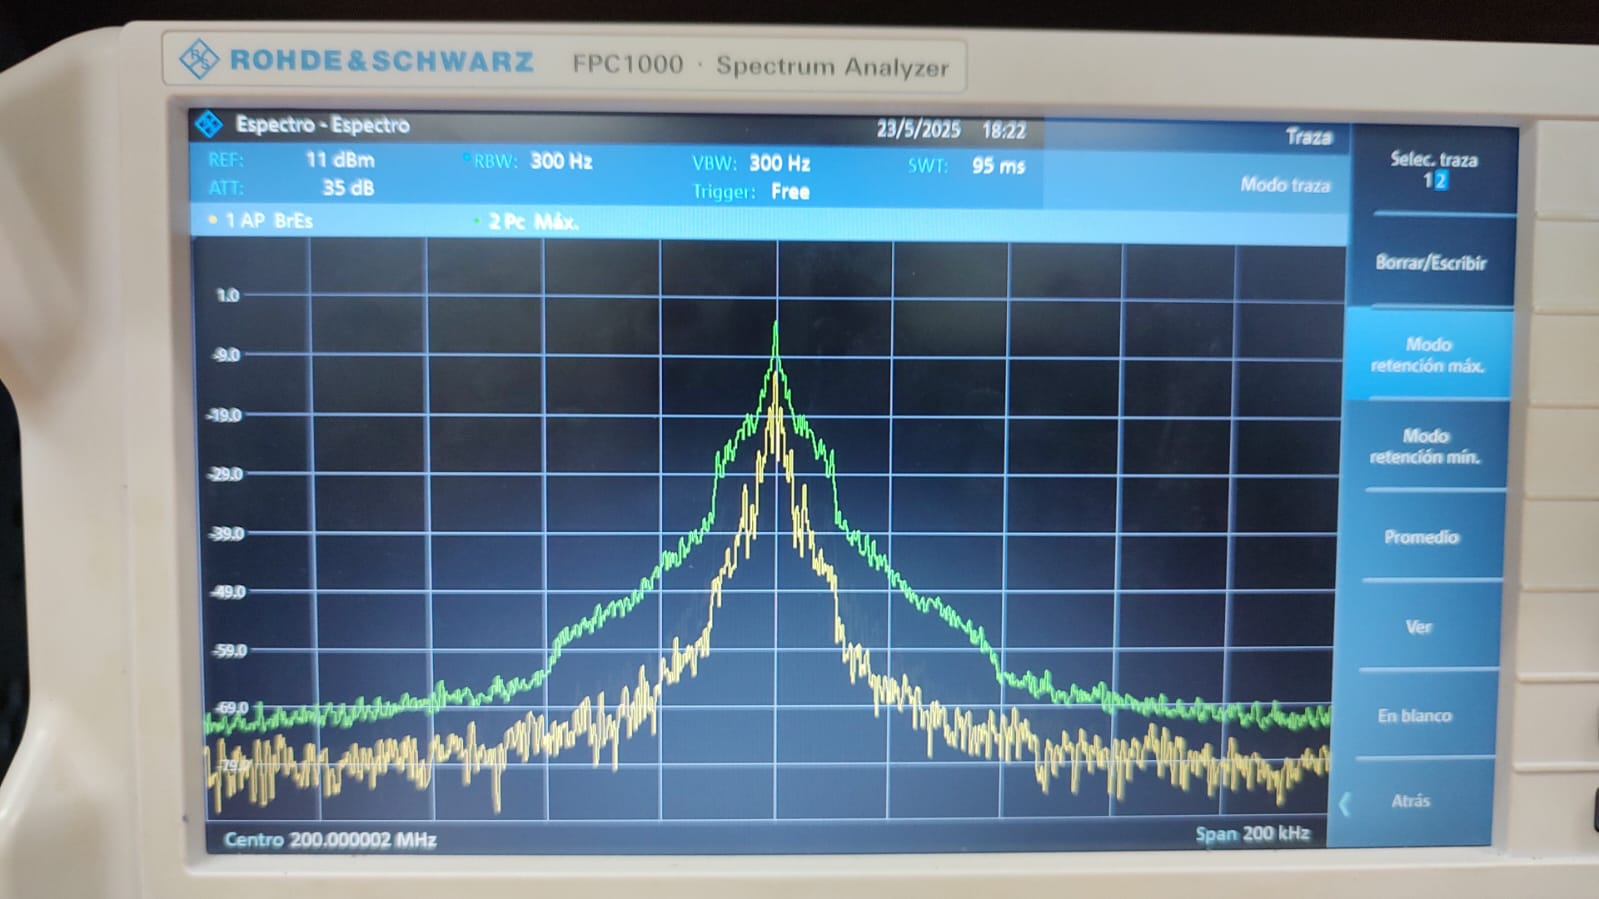 ROHDE&SCHWARZ FPC1000 · Spectrum Analyzer
Espectro - Espectro 23/5/2025 18:22 Traza
REF: 11 dBm RBW: 300 Hz VBW: 300 Hz SWT: 95 ms
ATT: 35 dB Trigger: Free Modo traza
1 AP BrEs 2 Pc Máx.
Selec. traza
1 2
Borrar/Escribir
Modo
retención máx.
Modo
retención mín.
Promedio
Ver
En blanco
Atrás
1.0
-9.0
-19.0
-29.0
-39.0
-49.0
-59.0
-69.0
-79.0
Centro 200.000002 MHz Span 200 kHz